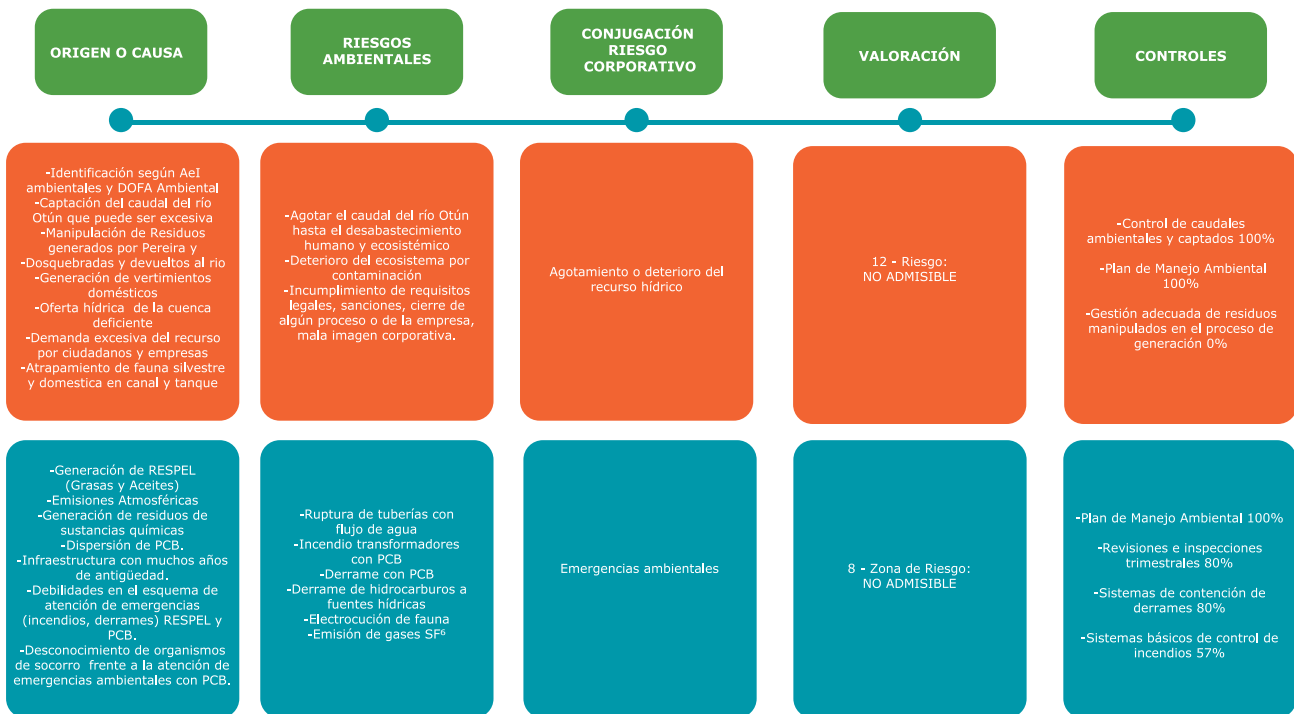 ORIGEN O CAUSA
RIESGOS
AMBIENTALES
CONJUGACIÓN
RIESGO
CORPORATIVO
VALORACIÓN
CONTROLES
-Identificación según AeI
ambientales y DOFA Ambiental
-Captación del caudal del río
Otún que puede ser excesiva
-Manipulación de Residuos
generados por Pereira y
-Dosquebradas y devueltos al rio
-Generación de vertimientos
domésticos
-Oferta hídrica de la cuenca
deficiente
-Demanda excesiva del recurso
por ciudadanos y empresas
-Atrapamiento de fauna silvestre
y domestica en canal y tanque
-Agotar el caudal del río Otún
hasta el desabastecimiento
humano y ecosistémico
-Deterioro del ecosistema por
contaminación
-Incumplimiento de requisitos
legales, sanciones, cierre de
algún proceso o de la empresa,
mala imagen corporativa.
Agotamiento o deterioro del
recurso hídrico
12 - Riesgo:
NO ADMISIBLE
-Control de caudales
ambientales y captados 100%
-Plan de Manejo Ambiental
100%
-Gestión adecuada de residuos
manipulados en el proceso de
generación 0%
-Generación de RESPEL
(Grasas y Aceites)
-Emisiones Atmosféricas
-Generación de residuos de
sustancias químicas
-Dispersión de PCB.
-Infraestructura con muchos años
de antigüedad.
-Debilidades en el esquema de
atención de emergencias
(incendios, derrames) RESPEL y
PCB.
-Desconocimiento de organismos
de socorro frente a la atención de
emergencias ambientales con PCB.
-Ruptura de tuberías con
flujo de agua
-Incendio transformadores
con PCB
-Derrame con PCB
-Derrame de hidrocarburos a
fuentes hídricas
-Electrocución de fauna
-Emisión de gases SF⁶
Emergencias ambientales
8 - Zona de Riesgo:
NO ADMISIBLE
-Plan de Manejo Ambiental 100%
-Revisiones e inspecciones
trimestrales 80%
-Sistemas de contención de
derrames 80%
-Sistemas básicos de control de
incendios 57%